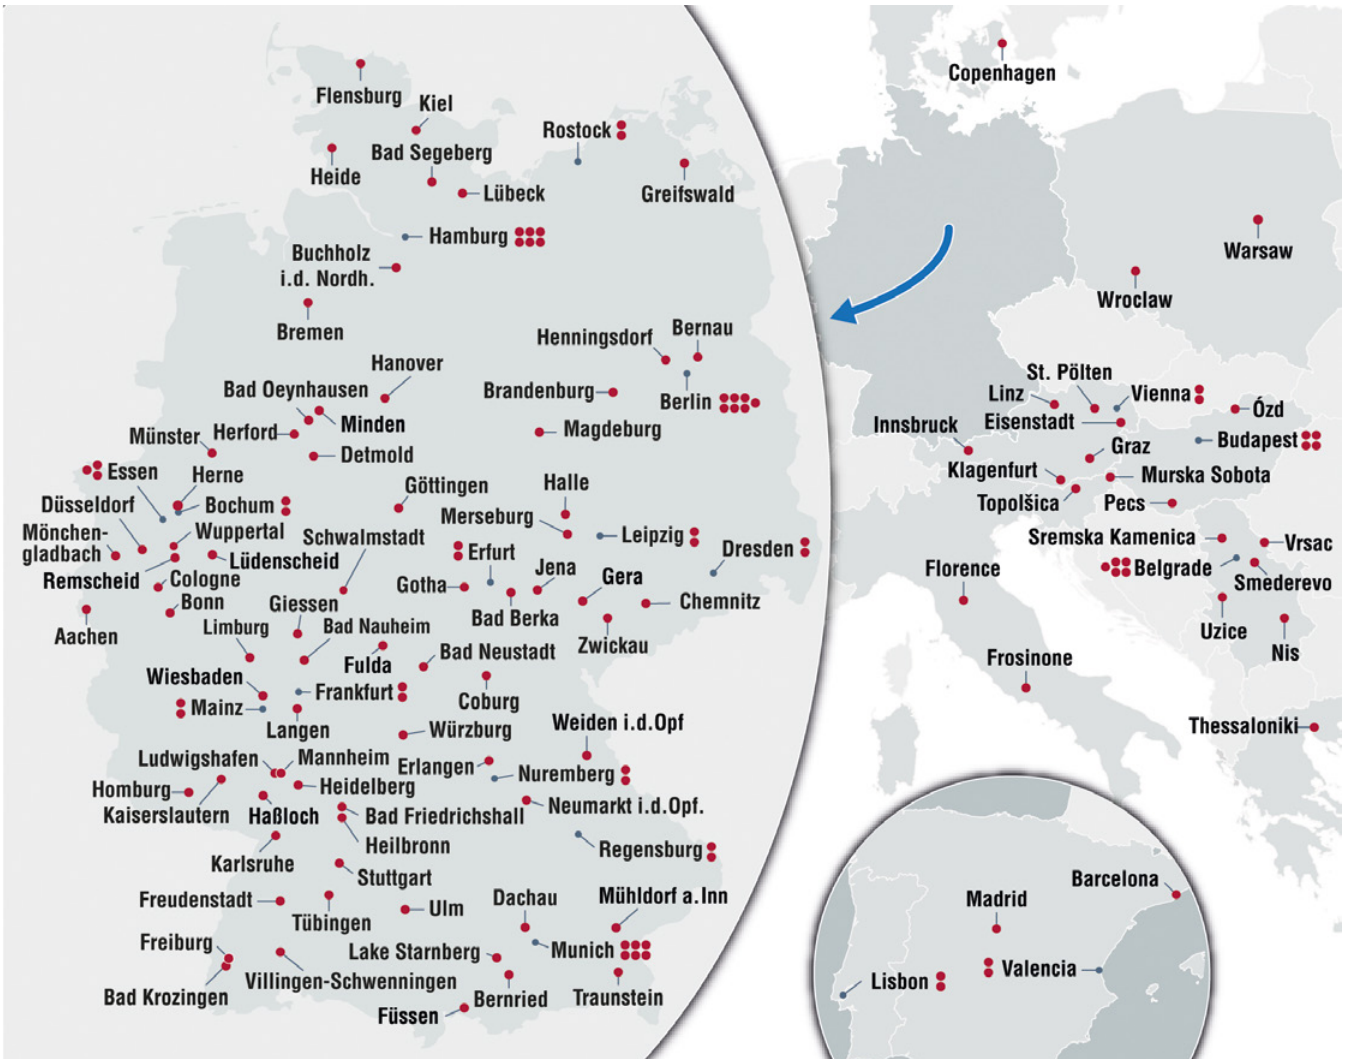 Flensburg
Kiel
Rostock
Bad Segeberg
Heide
Lübeck
Greifswald
Hamburg
Buchholz
i.d. Nordh.
Bremen
Henningsdorf
Bernau
Hanover
Bad Oeynhausen
Brandenburg
Berlin
Minden
Herford
Münster
Magdeburg
Detmold
Essen
Herne
Göttingen
Halle
Düsseldorf
Bochum
Merseburg
Mönchen-
gladbach
Wuppertal
Schwalmstadt
Leipzig
Lüdenscheid
Erfurt
Dresden
Remscheid
Cologne
Gotha
Jena
Gera
Bonn
Giessen
Bad Berka
Chemnitz
Aachen
Limburg
Bad Nauheim
Zwickau
Fulda
Bad Neustadt
Wiesbaden
Frankfurt
Coburg
Mainz
Langen
Würzburg
Weiden i.d.Opf
Ludwigshafen
Mannheim
Erlangen
Nuremberg
Homburg
Heidelberg
Kaiserslautern
Haßloch
Bad Friedrichshall
Neumarkt i.d.Opf.
Heilbronn
Regensburg
Karlsruhe
Stuttgart
Freudenstadt
Tübingen
Ulm
Dachau
Mühldorf a. Inn
Freiburg
Lake Starnberg
Munich
Villingen-Schwenningen
Bad Krozingen
Bernried
Traunstein
Füssen
Copenhagen
Warsaw
Wroclaw
St. Pölten
Linz
Vienna
Ózd
Eisenstadt
Innsbruck
Budapest
Graz
Klagenfurt
Murska Sobota
Topolšica
Pecs
Sremska Kamenica
Vrsac
Florence
Belgrade
Smederevo
Uzice
Nis
Frosinone
Thessaloniki
Barcelona
Madrid
Valencia
Lisbon